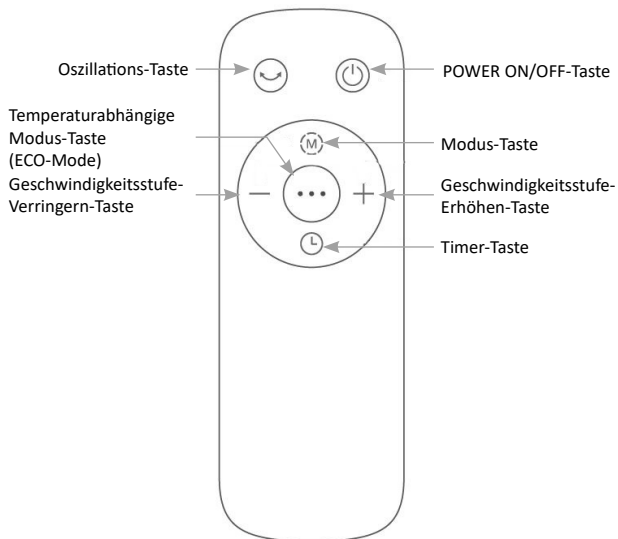 Oszillations-Taste
POWER ON/OFF-Taste
Temperaturabhängige
Modus-Taste
(ECO-Mode)
Modus-Taste
M
Geschwindigkeitsstufe-
Verringern-Taste
Geschwindigkeitsstufe-
Erhöhen-Taste
Timer-Taste